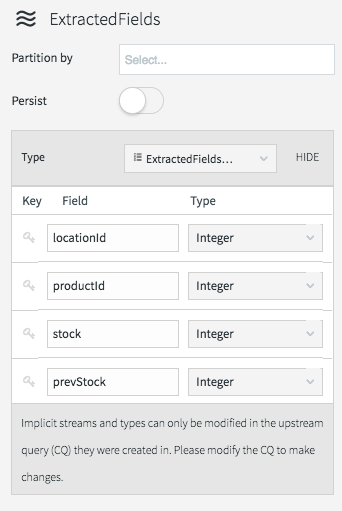 ExtractedFields
Partition by
Select...
Persist
Type
ExtractedFields...
HIDE
Key Field Type
locationId Integer
productId Integer
stock Integer
prevStock Integer
Implicit streams and types can only be modified in the upstream
query (CQ) they were created in. Please modify the CQ to make
changes.